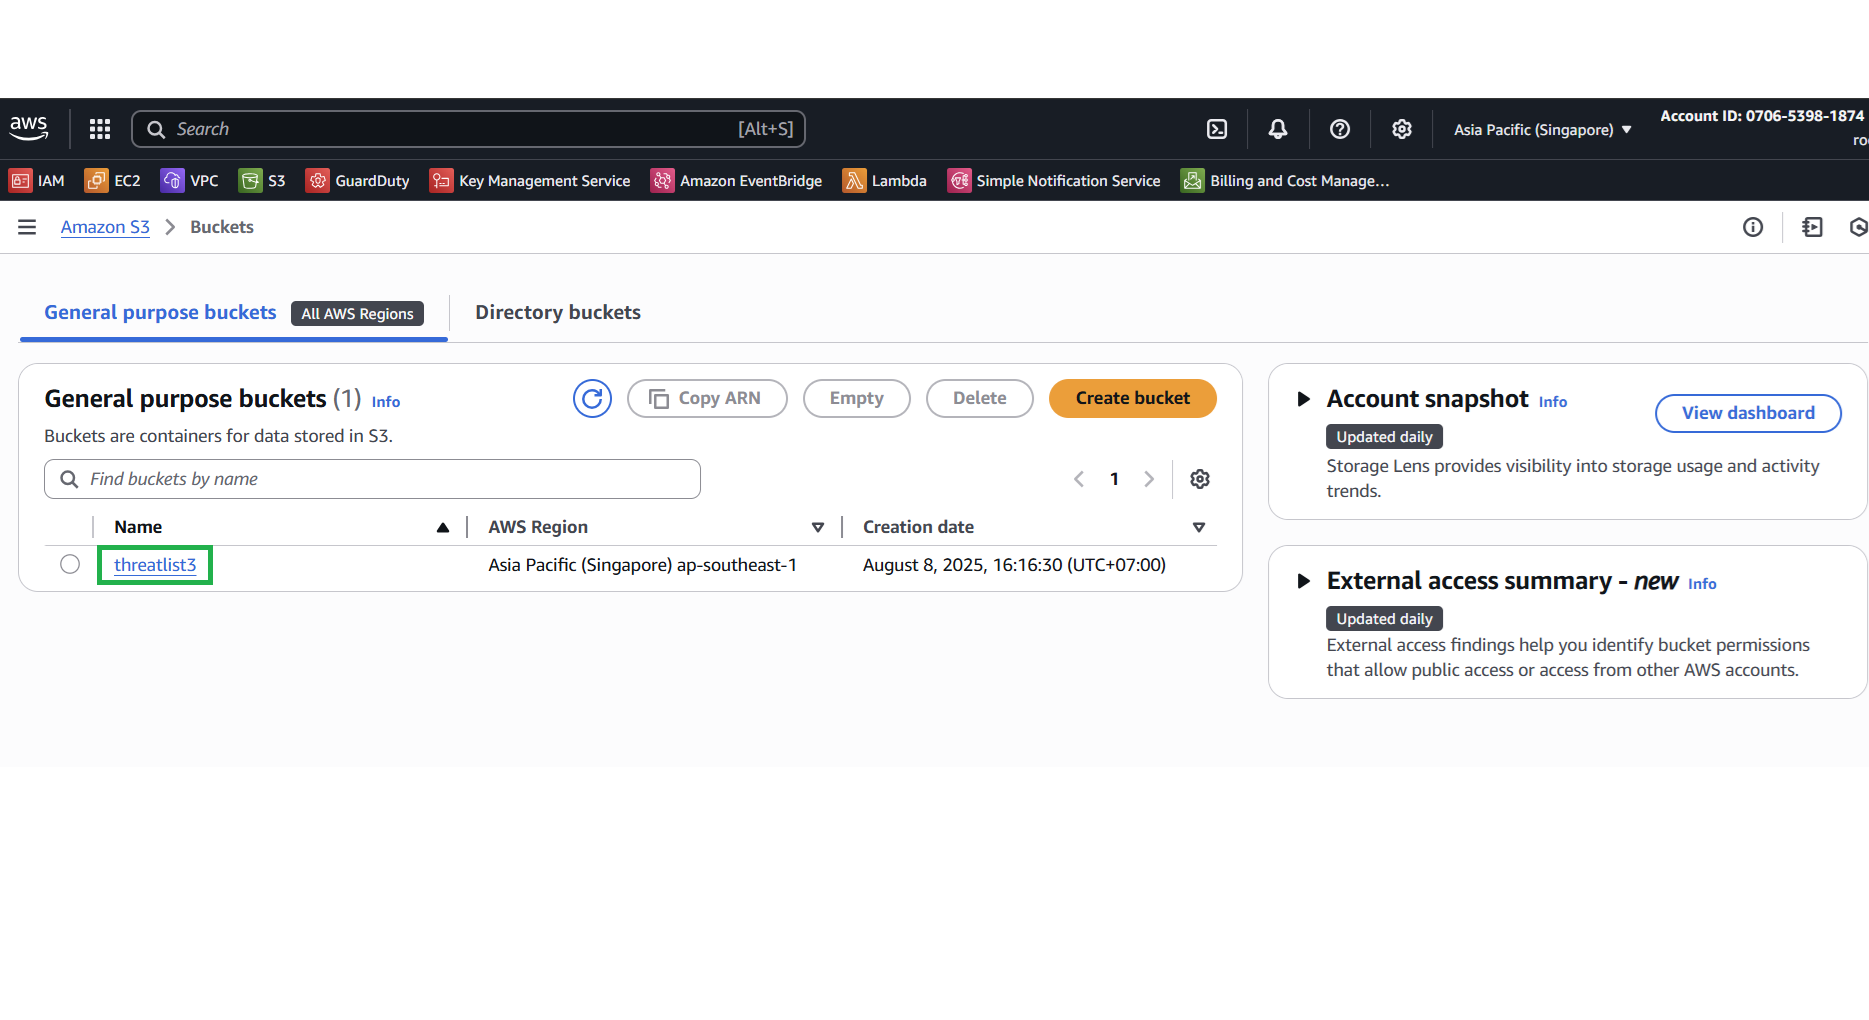 aws
Search [Alt+S]
Asia Pacific (Singapore)
Account ID: 0706-5398-1874
IAM EC2 VPC S3 GuardDuty Key Management Service Amazon EventBridge Lambda Simple Notification Service Billing and Cost Manage...
Amazon S3 > Buckets
General purpose buckets All AWS Regions Directory buckets
General purpose buckets (1) Info
Copy ARN Empty Delete Create bucket
Buckets are containers for data stored in S3.
Find buckets by name
1
Name AWS Region Creation date
threatlist3 Asia Pacific (Singapore) ap-southeast-1 August 8, 2025, 16:16:30 (UTC+07:00)
Account snapshot Info
View dashboard
Updated daily
Storage Lens provides visibility into storage usage and activity
trends.
External access summary - new Info
Updated daily
External access findings help you identify bucket permissions
that allow public access or access from other AWS accounts.